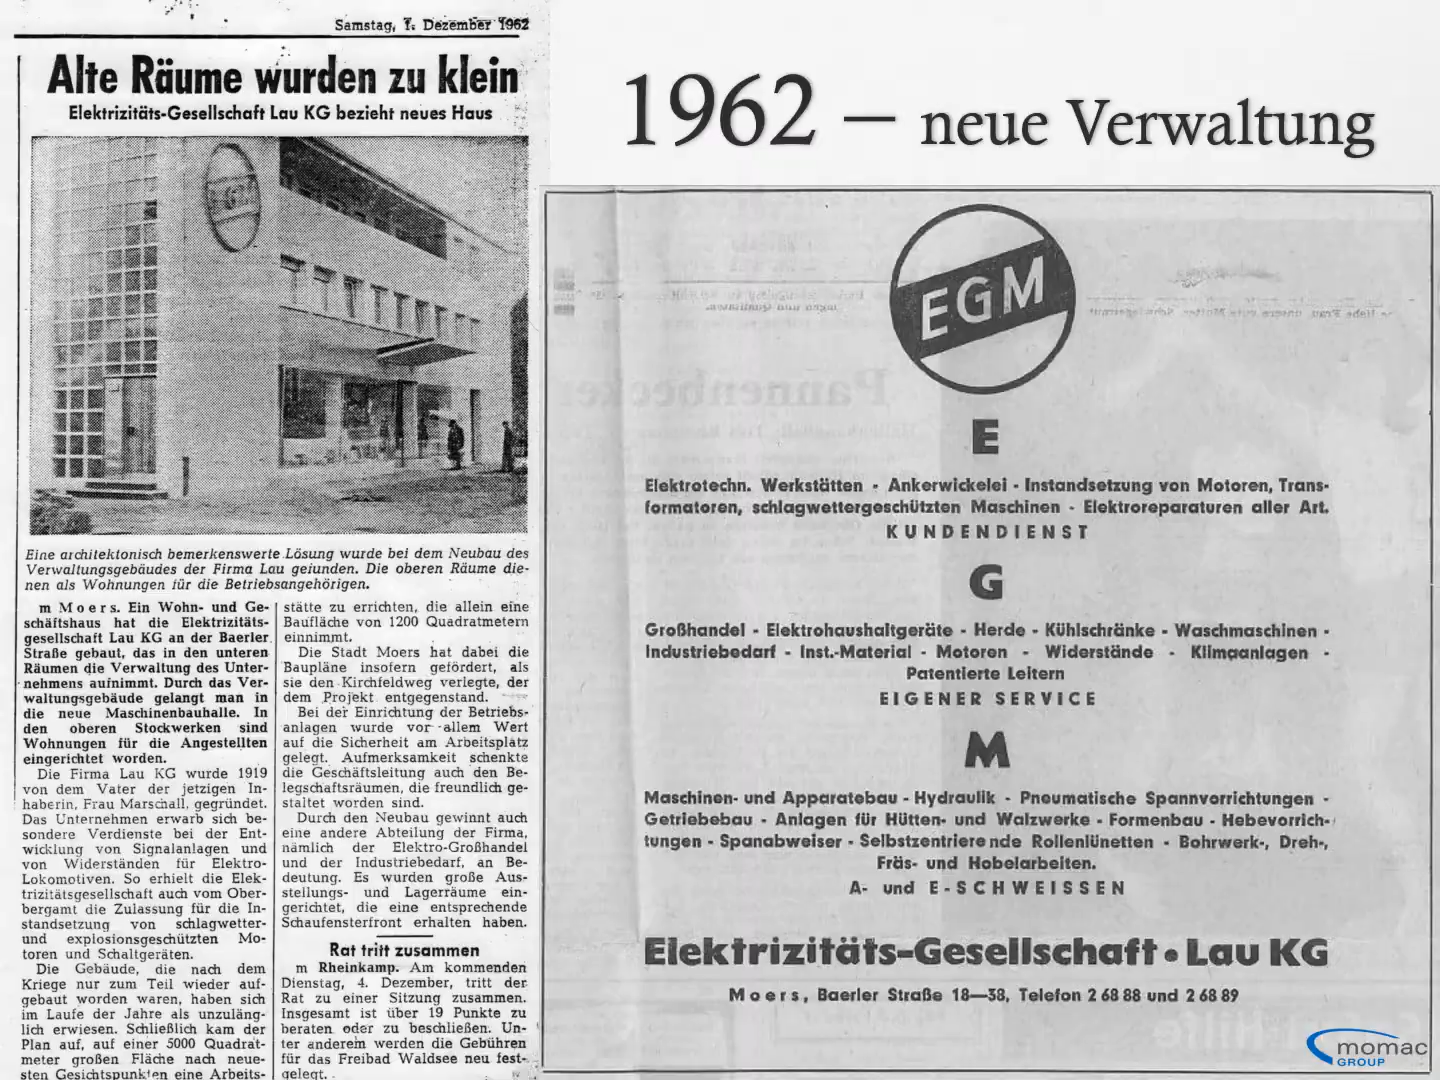 Samstag, 1. Dezember 1962
Alte Räume wurden zu klein
Elektrizitäts-Gesellschaft Lau KG bezieht neues Haus
EGM
Eine architektonisch bemerkenswerte Lösung wurde bei dem Neubau des
Verwaltungsgebäudes der Firma Lau gefunden. Die oberen Räume die-
nen als Wohnungen für die Betriebsangehörigen.
m Moers. Ein Wohn- und Ge-
schäftshaus hat die Elektrizitäts-
gesellschaft Lau KG an der Baerler
Straße gebaut, das in den unteren
Räumen die Verwaltung des Unter-
nehmens aufnimmt. Durch das Ver-
waltungsgebäude gelangt man in
die neue Maschinenbauhalle. In
den oberen Stockwerken sind
Wohnungen für die Angestellten
eingerichtet worden.
Die Firma Lau KG wurde 1919
von dem Vater der jetzigen In-
haberin, Frau Marschall, gegründet.
Das Unternehmen erwarb sich be-
sondere Verdienste bei der Ent-
wicklung von Signalanlagen und
von Widerständen für Elektro-
Lokomotiven. So erhielt die Elek-
trizitätsgesellschaft auch vom Ober-
bergamt die Zulassung für die In-
standsetzung von schlagwetter-
und explosionsgeschützten Mo-
toren und Schaltgeräten.
Die Gebäude, die nach dem
Kriege nur zum Teil wieder auf-
gebaut worden waren, haben sich
im Laufe der Jahre als unzuläng-
lich erwiesen. Schließlich kam der
Plan auf, auf einer 5000 Quadrat-
meter großen Fläche nach neue-
sten Gesichtspunkten eine Arbeits-
stätte zu errichten, die allein eine
Baufläche von 1200 Quadratmetern
einnimmt.
Die Stadt Moers hat dabei die
Baupläne insofern gefördert, als
sie den Kirchfeldweg verlegte, der
dem Projekt entgegenstand.
Bei der Einrichtung der Betriebs-
anlagen wurde vor allem Wert
auf die Sicherheit am Arbeitsplatz
gelegt. Aufmerksamkeit schenkte
die Geschäftsleitung auch den Be-
legschaftsräumen, die freundlich ge-
staltet worden sind.
Durch den Neubau gewinnt auch
eine andere Abteilung der Firma,
nämlich der Elektro-Großhandel
und der Industriebedarf, an Be-
deutung. Es wurden große Aus-
stellungs- und Lagerräume ein-
gerichtet, die eine entsprechende
Schaufensterfront erhalten haben.
Rat tritt zusammen
m Rheinkamp. Am kommenden
Dienstag, 4. Dezember, tritt der
Rat zu einer Sitzung zusammen.
Insgesamt ist über 19 Punkte zu
beraten oder zu beschließen. Un-
ter anderem werden die Gebühren
für das Freibad Waldsee neu fest-
gelegt.
1962 – neue Verwaltung
EGM
E
Elektrotechn. Werkstätten - Ankerwickelei - Instandsetzung von Motoren, Trans-
formatoren, schlagwettergeschützten Maschinen - Elektroreparaturen aller Art.
KUNDENDIENST
G
Großhandel - Elektrohaushaltgeräte - Herde - Kühlschränke - Waschmaschinen -
Industriebedarf - Inst.-Material - Motoren - Widerstände - Klimaanlagen -
Patentierte Leitern
EIGENER SERVICE
M
Maschinen- und Apparatebau - Hydraulik - Pneumatische Spannvorrichtungen -
Getriebebau - Anlagen für Hütten- und Walzwerke - Formenbau - Hebevorrich-
tungen - Spanabweiser - Selbstzentrierende Rollenlünetten - Bohrwerk-, Dreh-,
Fräs- und Hobelarbeiten.
A- und E-SCHWEISSEN
Elektrizitäts-Gesellschaft • Lau KG
Moers, Baerler Straße 18—38, Telefon 2 68 88 und 2 68 89
momac
GROUP